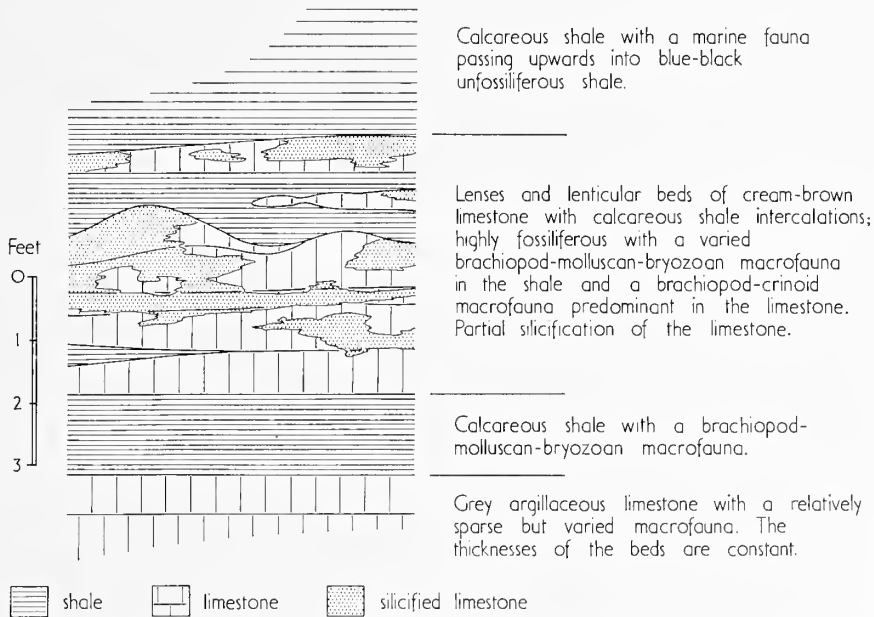 Calcareous shale with a marine fauna
passing upwards into blue-black
unfossiliferous shale.
Lenses and lenticular beds of cream-brown
limestone with calcareous shale intercalations;
highly fossiliferous with a varied
brachiopod-molluscan-bryozoan macrofauna
in the shale and a brachiopod-crinoid
macrofauna predominant in the limestone.
Partial silicification of the limestone.
Feet
0
1
2
3
Calcareous shale with a brachiopod-
molluscan-bryozoan macrofauna.
Grey argillaceous limestone with a relatively
sparse but varied macrofauna. The
thicknesses of the beds are constant.
shale
limestone
silicified limestone